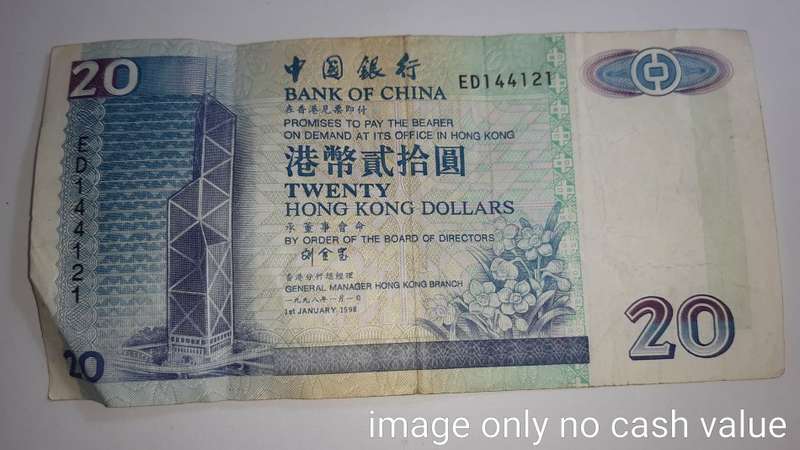 20
中國銀行
BANK OF CHINA
ED144121
在香港見票即付
PROMISES TO PAY THE BEARER
ON DEMAND AT ITS OFFICE IN HONG KONG
港幣貳拾圓
TWENTY
HONG KONG DOLLARS
承董事會命
BY ORDER OF THE BOARD OF DIRECTORS
香港分行總經理
GENERAL MANAGER HONG KONG BRANCH
一九九八年一月一日
1ST JANUARY 1998
ED144121
20
20
image only no cash value